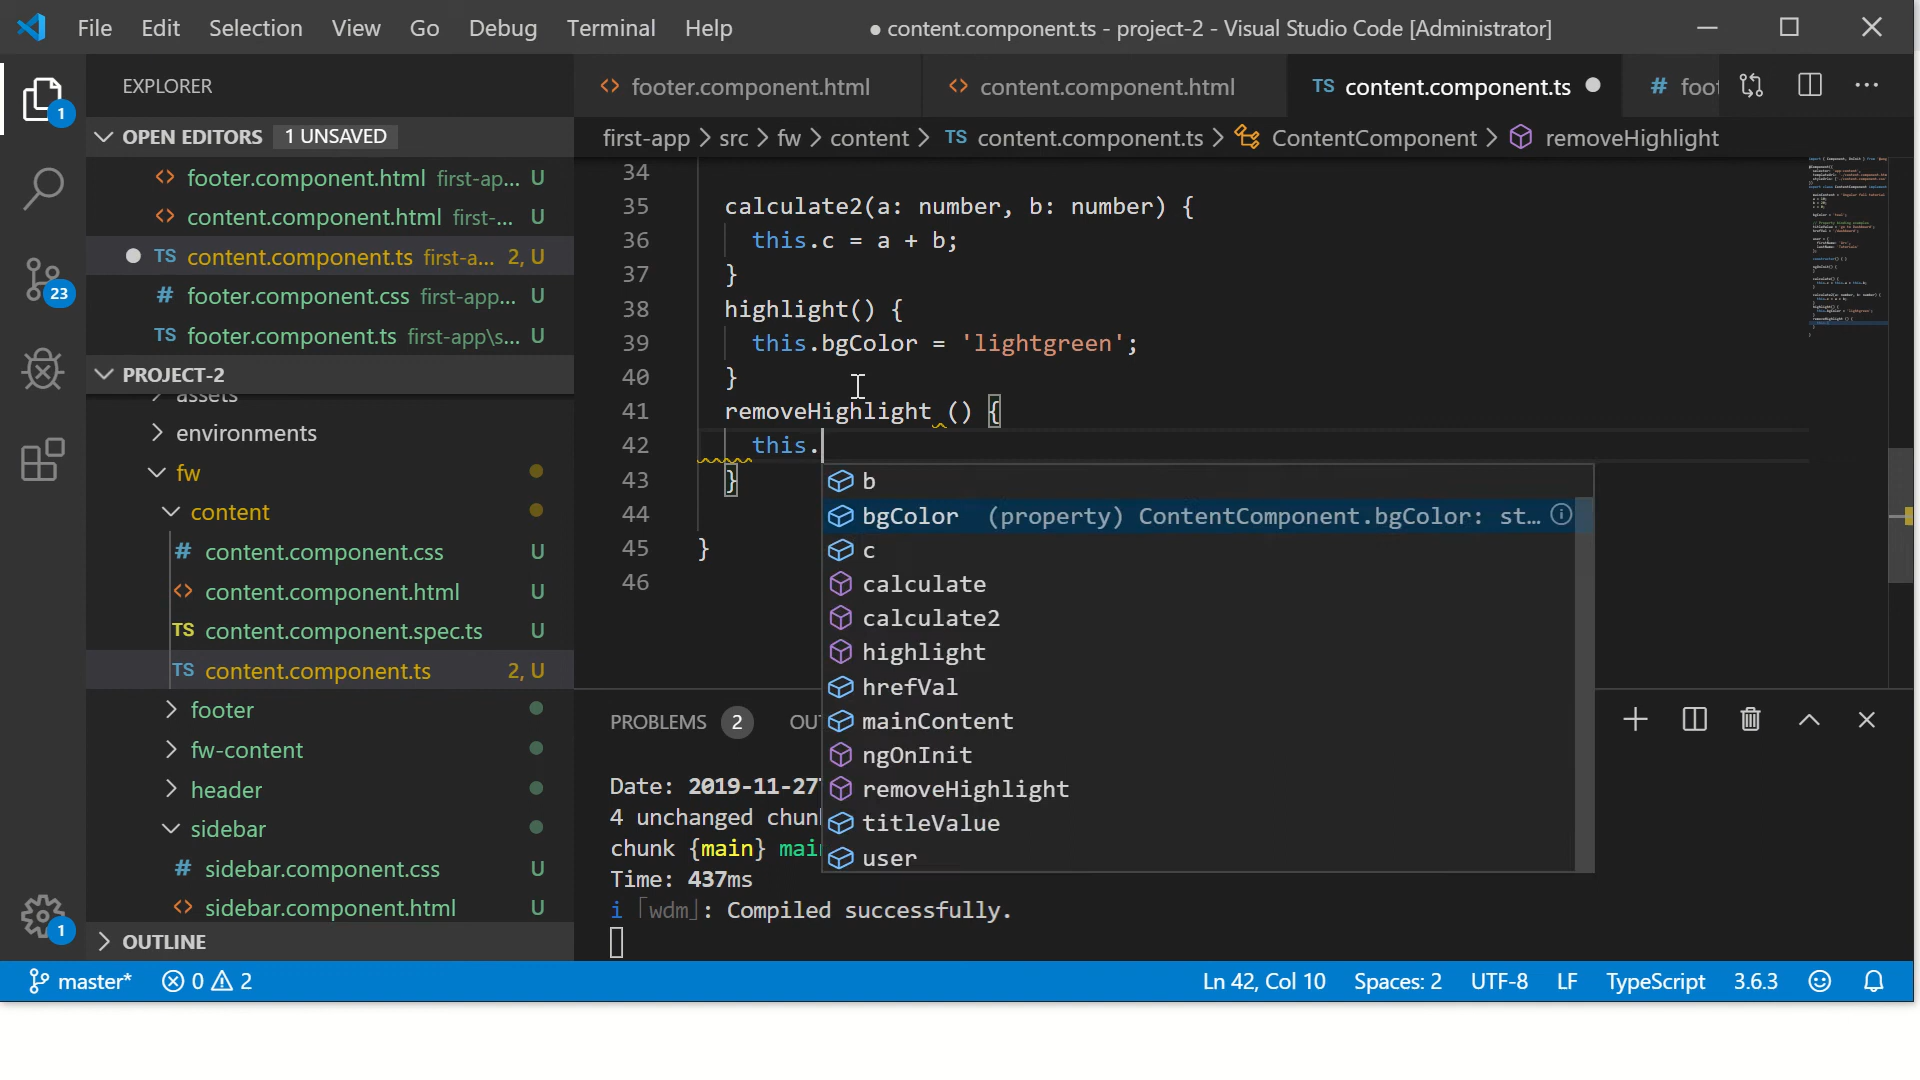 File Edit Selection View Go Debug Terminal Help
● content.component.ts - project-2 - Visual Studio Code [Administrator]
1
23
1
EXPLORER
OPEN EDITORS 1 UNSAVED
<> footer.component.html first-ap... U
<> content.component.html first-... U
● TS content.component.ts first-a... 2, U
# footer.component.css first-app... U
TS footer.component.ts first-app\s... U
PROJECT-2
assets
> environments
fw
content
# content.component.css U
<> content.component.html U
TS content.component.spec.ts U
TS content.component.ts 2, U
> footer
> fw-content
> header
sidebar
# sidebar.component.css U
<> sidebar.component.html U
> OUTLINE
<> footer.component.html
<> content.component.html
TS content.component.ts ●
# foot
...
first-app > src > fw > content > TS content.component.ts > ContentComponent > removeHighlight
34
35 calculate2(a: number, b: number) {
36 this.c = a + b;
37 }
38 highlight() {
39 this.bgColor = 'lightgreen';
40 }
41 removeHighlight () {
42 this.
43 }
44
45 }
46
b
bgColor (property) ContentComponent.bgColor: st...
c
calculate
calculate2
highlight
hrefVal
mainContent
ngOnInit
removeHighlight
titleValue
user
PROBLEMS 2 OU
Date: 2019-11-27
4 unchanged chun
chunk {main} mai
Time: 437ms
i ｢wdm｣: Compiled successfully.
master* 0 2
Ln 42, Col 10 Spaces: 2 UTF-8 LF TypeScript 3.6.3